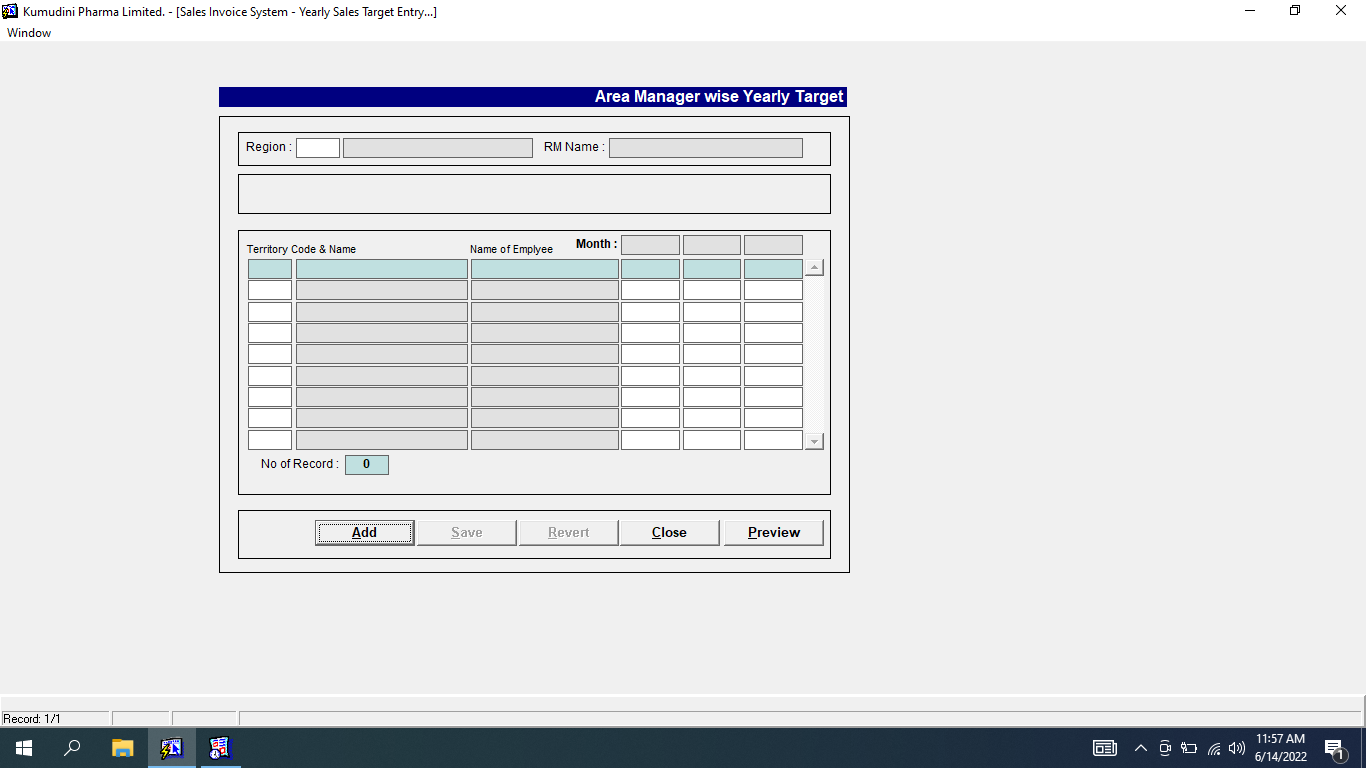 Kumudini Pharma Limited. - [Sales Invoice System - Yearly Sales Target Entry...]
Window
Area Manager wise Yearly Target
Region : RM Name :
Territory Code & Name Name of Emplyee Month :
No of Record : 0
Add Save Revert Close Preview
Record: 1/1
11:57 AM
6/14/2022
1